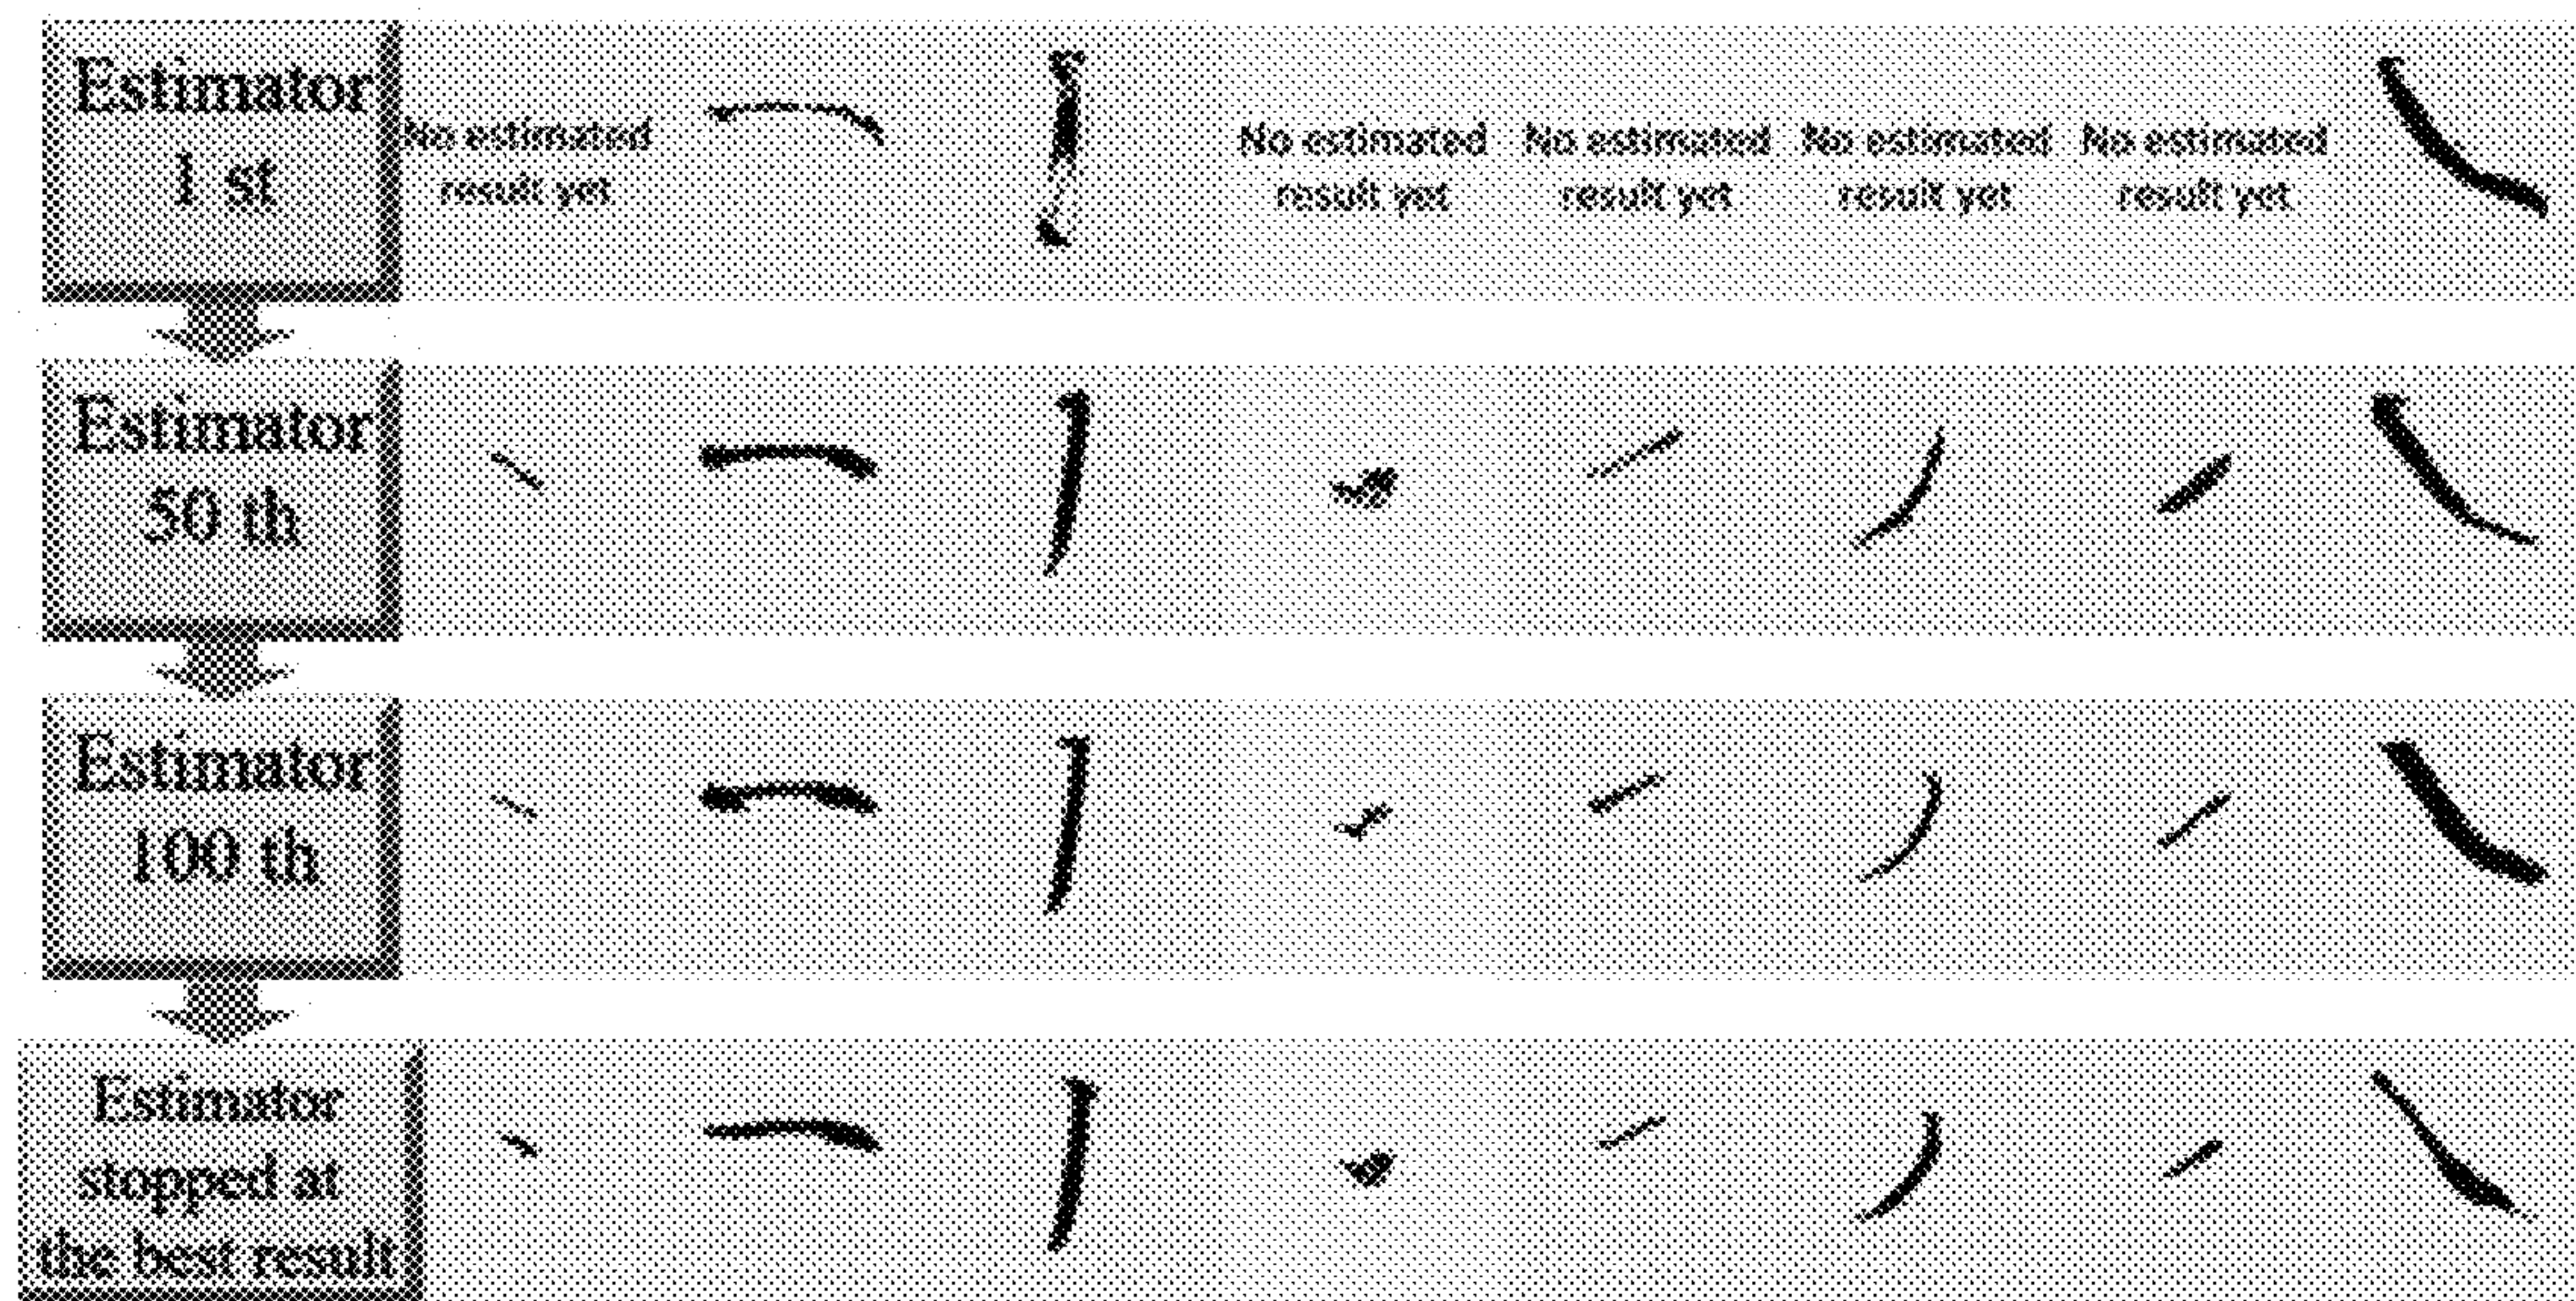 Estimator
1 st
No estimated
result yet
No estimated
result yet
No estimated
result yet
No estimated
result yet
No estimated
result yet
Estimator
50 th
Estimator
100 th
Estimator
stopped at
the best result